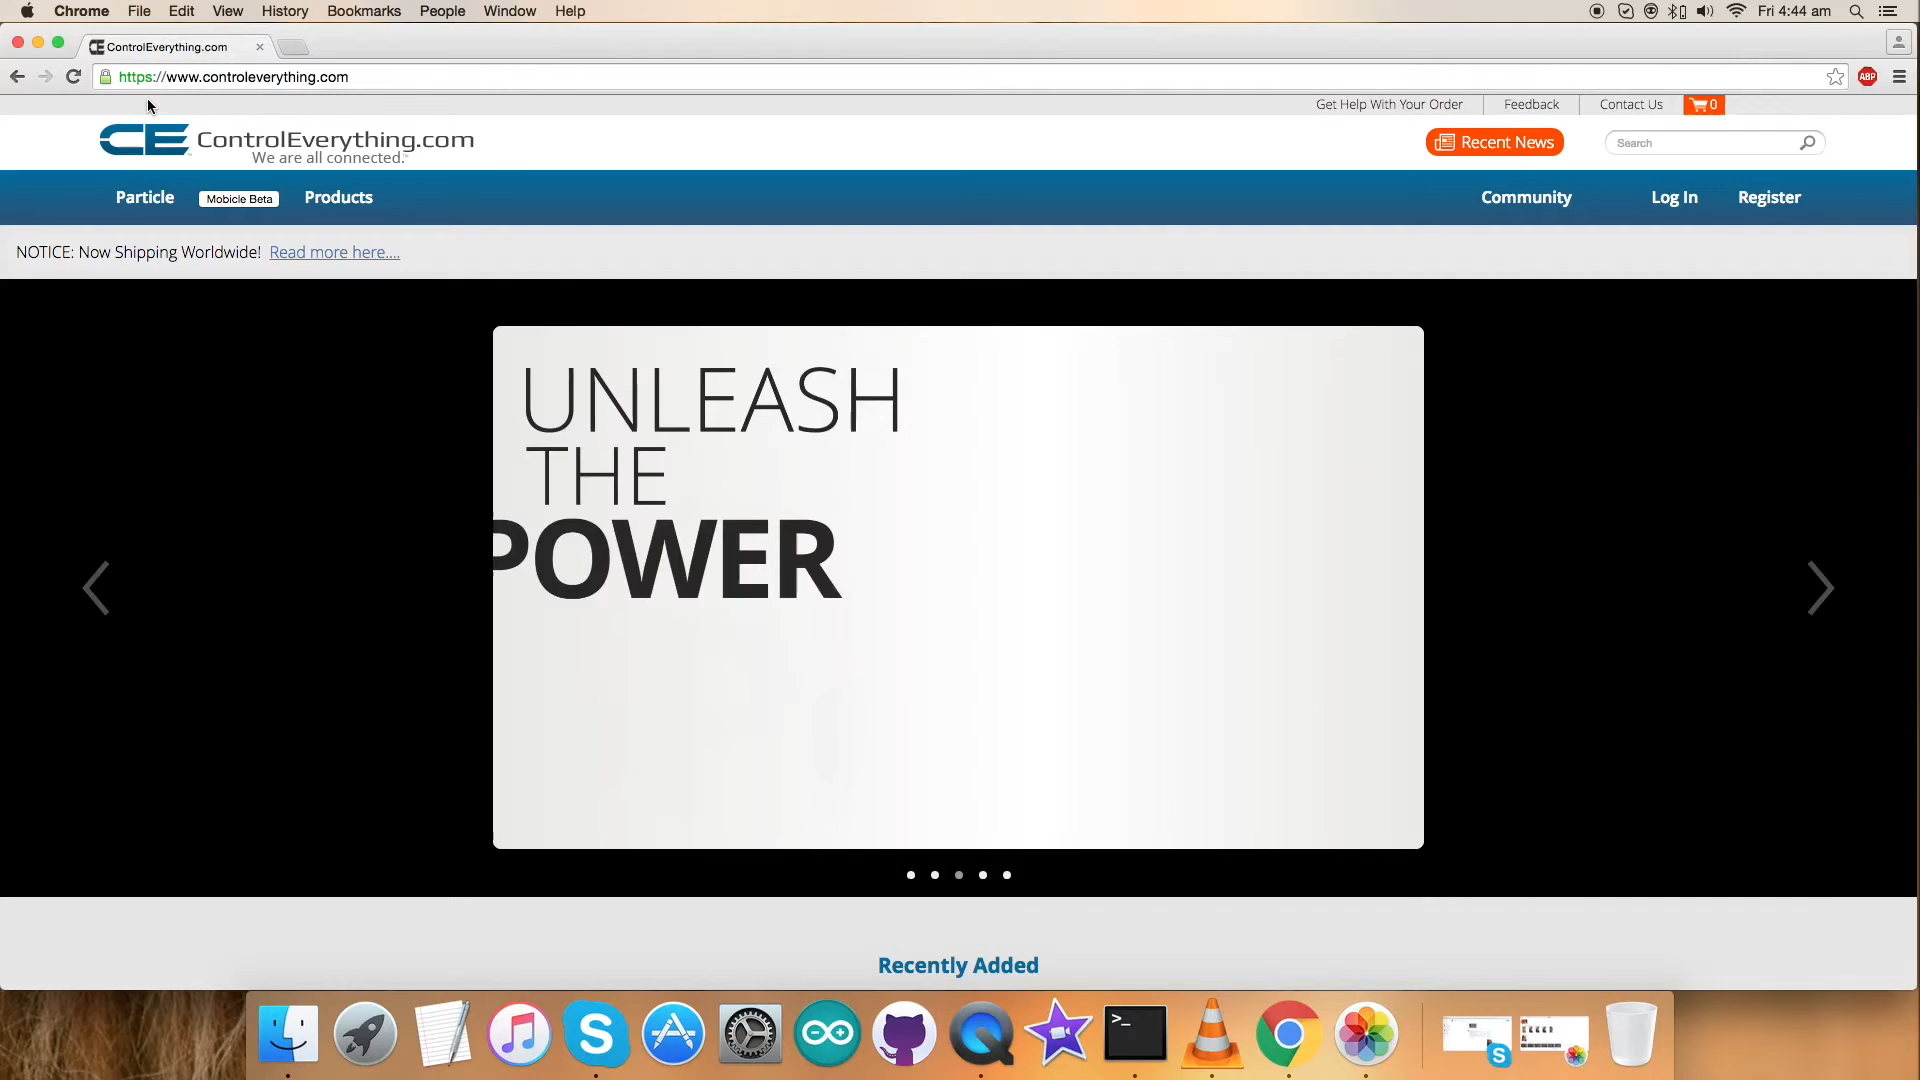 Chrome File Edit View History Bookmarks People Window Help Fri 4:44 am
ControlEverything.com
https://www.controleverything.com ABP
Get Help With Your Order Feedback Contact Us 0
CE ControlEverything.com
We are all connected.
Recent News Search
Particle Mobicle Beta Products Community Log In Register
NOTICE: Now Shipping Worldwide! Read more here....
UNLEASH
THE
POWER
Recently Added